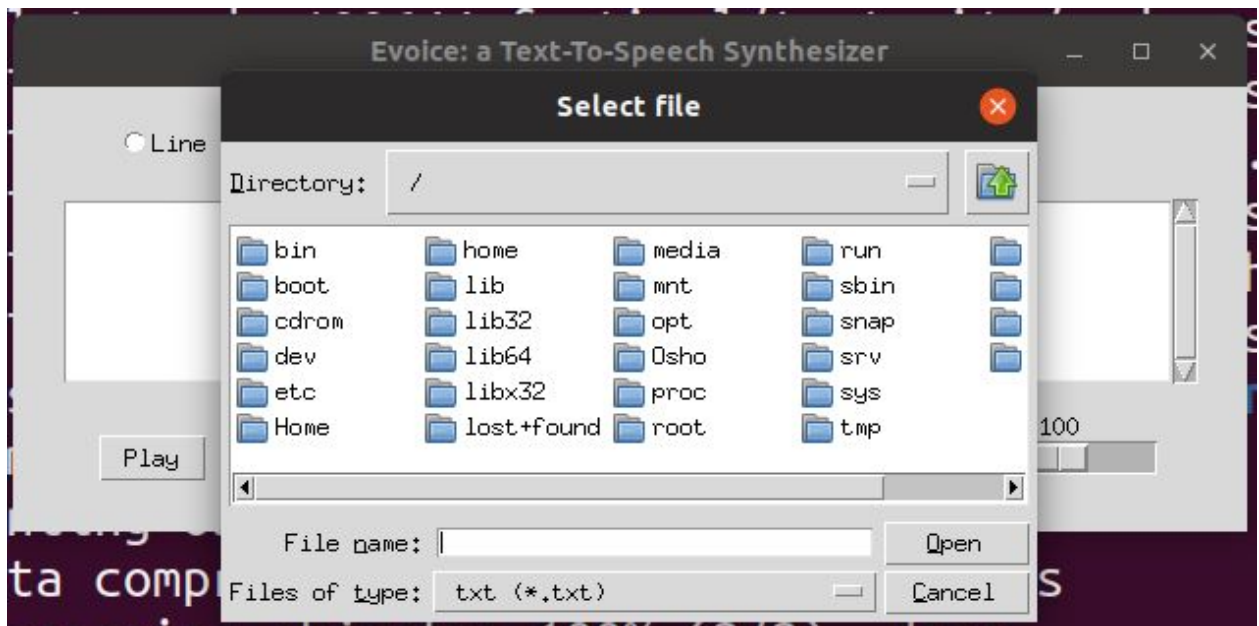 Evoice: a Text-To-Speech Synthesizer
Select file
Line
Directory: /
bin home media run
boot lib mnt sbin
cdrom lib32 opt snap
dev lib64 Osho srv
etc libx32 proc sys
Home lost+found root tmp
100
Play
File name:
Open
ta comp
Files of type: txt (*.txt)
Cancel
s